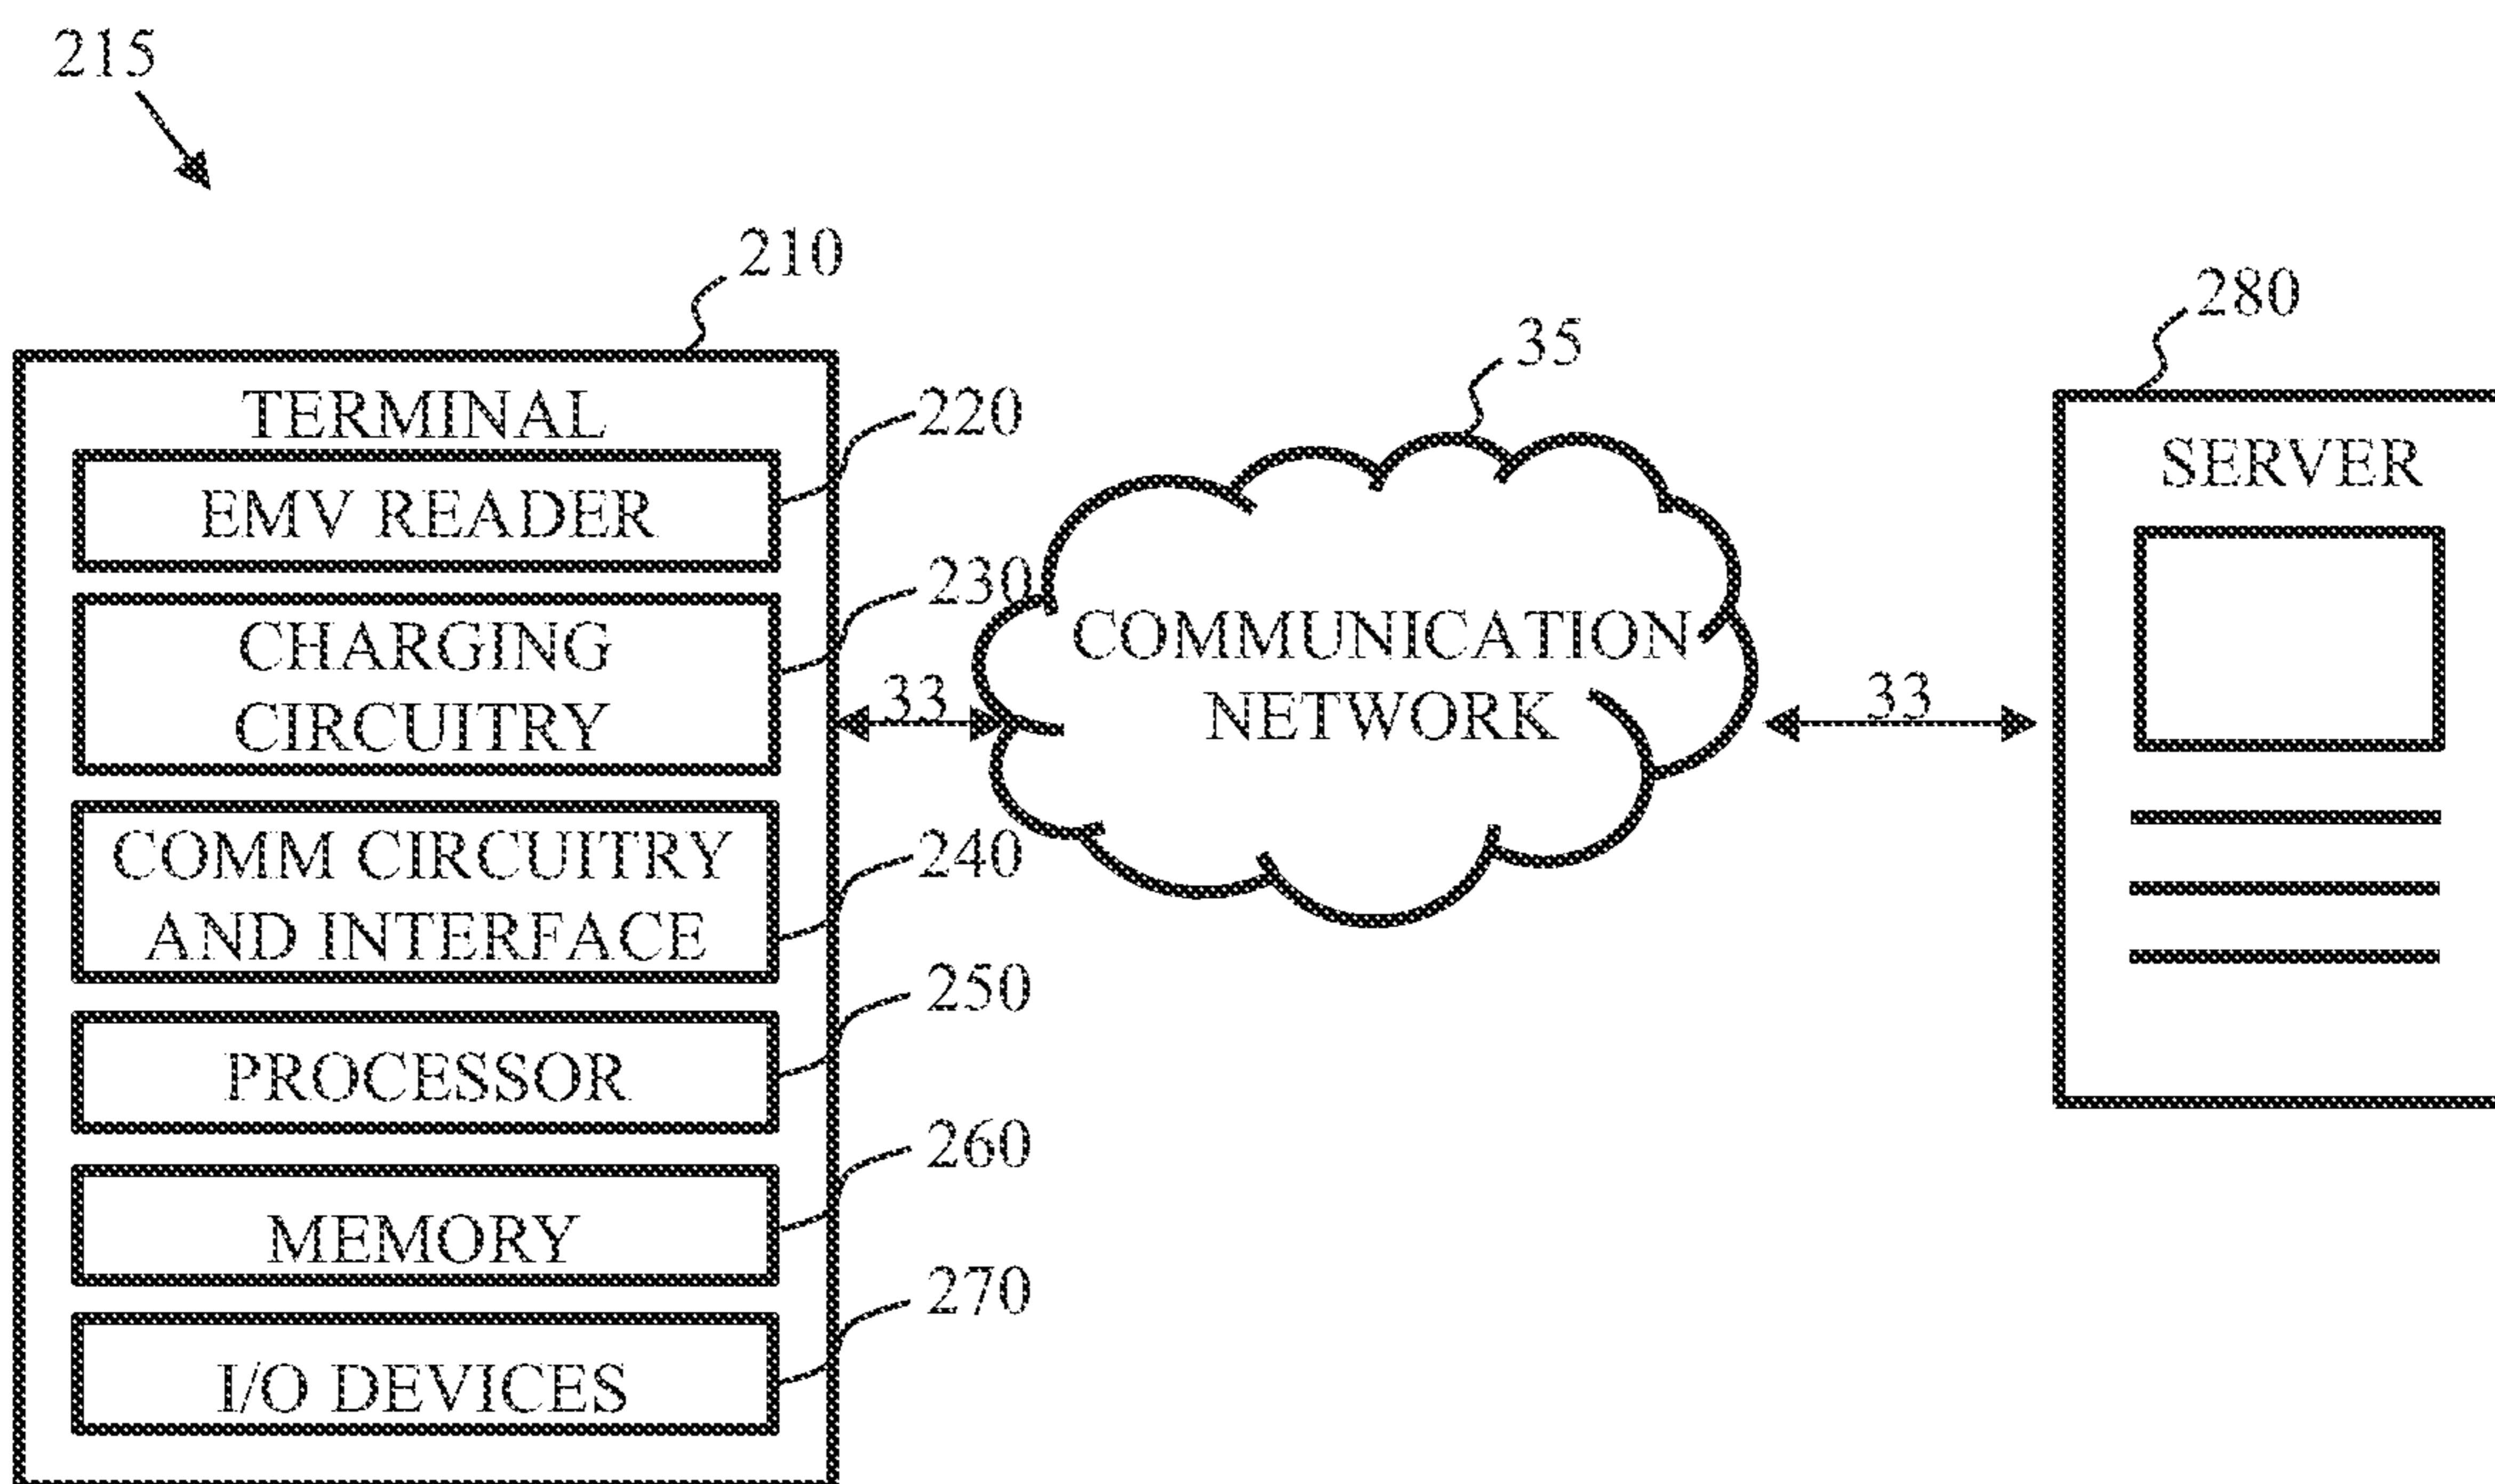 215
210
TERMINAL
220
EMV READER
230
CHARGING
CIRCUITRY
33
240
COMM CIRCUITRY
AND INTERFACE
250
PROCESSOR
260
MEMORY
270
I/O DEVICES
35
COMMUNICATION
NETWORK
33
280
SERVER